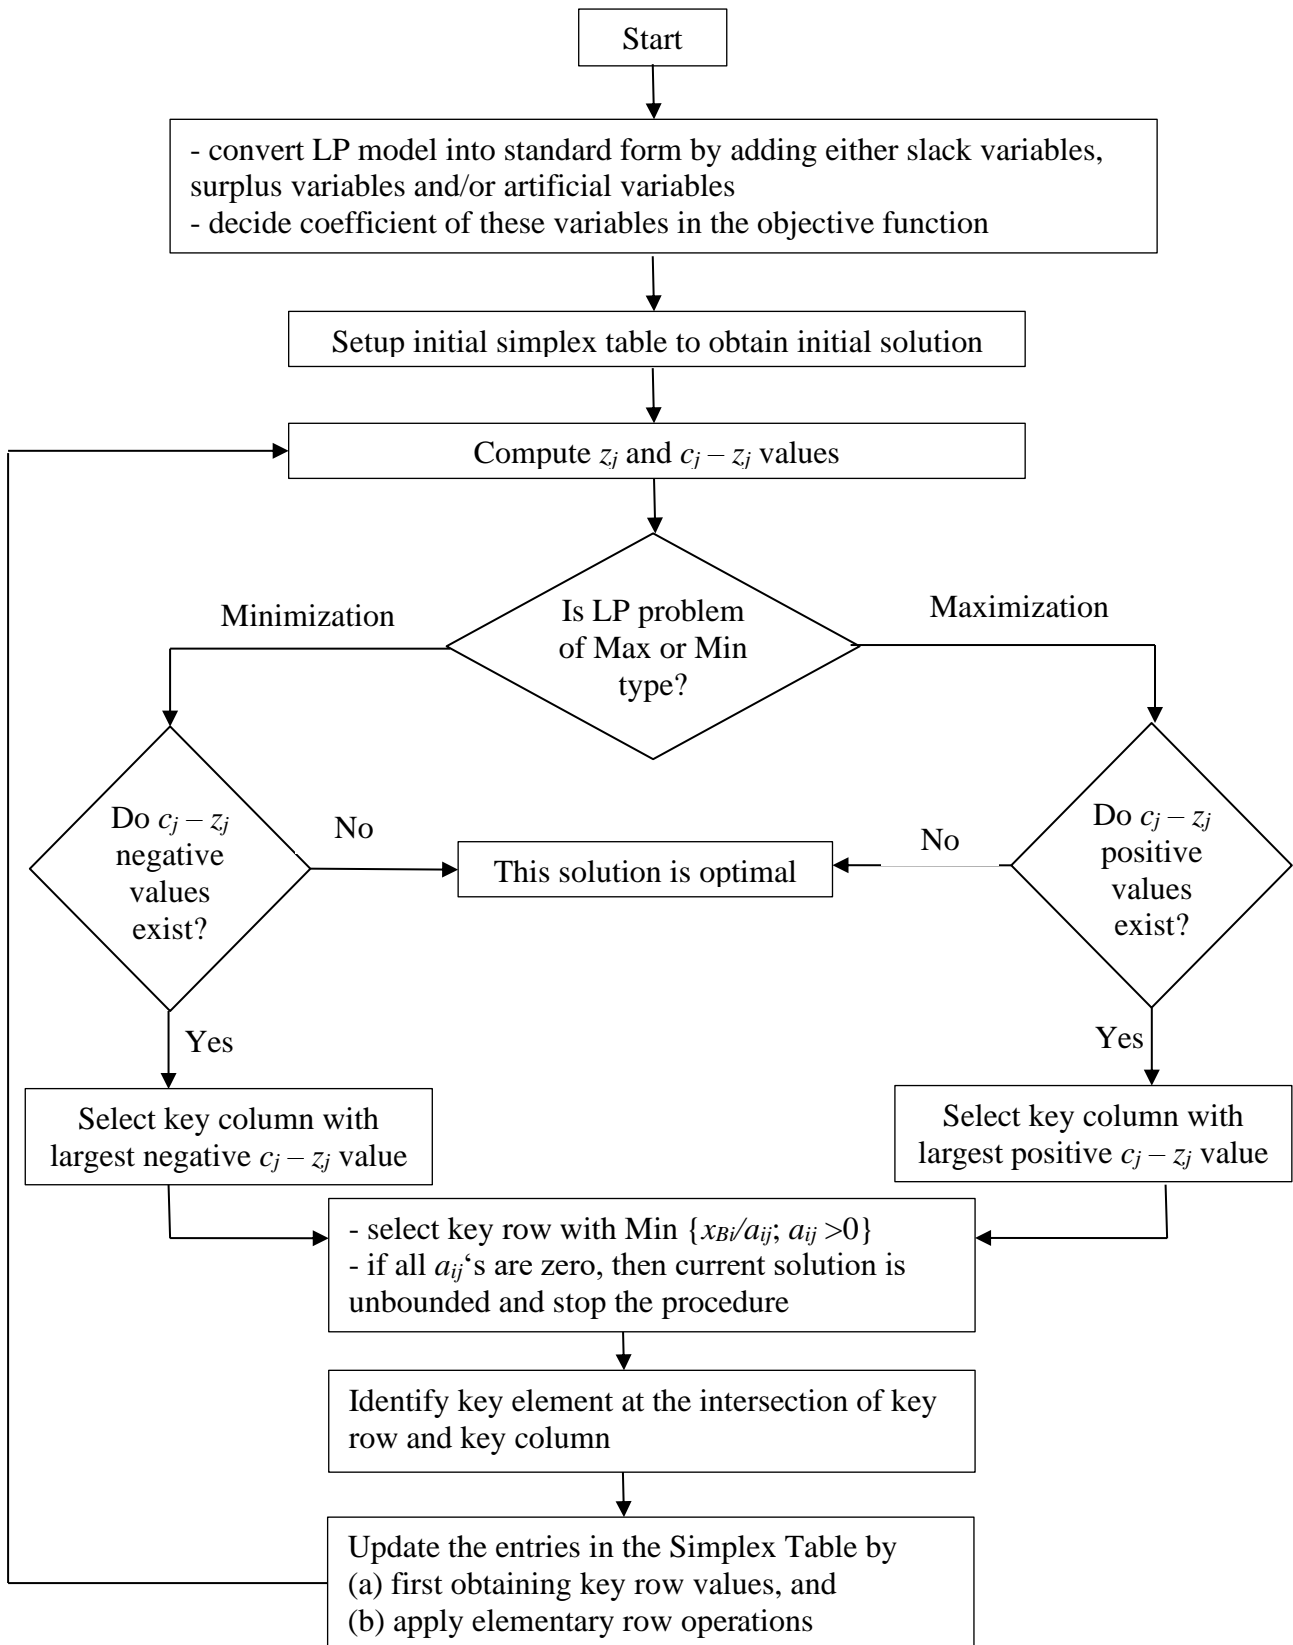 Start
- convert LP model into standard form by adding either slack variables,
surplus variables and/or artificial variables
- decide coefficient of these variables in the objective function
Setup initial simplex table to obtain initial solution
Compute zj and cj – zj values
Minimization
Is LP problem
of Max or Min
type?
Maximization
Do cj – zj
negative
values
exist?
No
This solution is optimal
No
Do cj – zj
positive
values
exist?
Yes
Yes
Select key column with
largest negative cj – zj value
Select key column with
largest positive cj – zj value
- select key row with Min {xBi/aij; aij >0}
- if all aij‘s are zero, then current solution is
unbounded and stop the procedure
Identify key element at the intersection of key
row and key column
Update the entries in the Simplex Table by
(a) first obtaining key row values, and
(b) apply elementary row operations